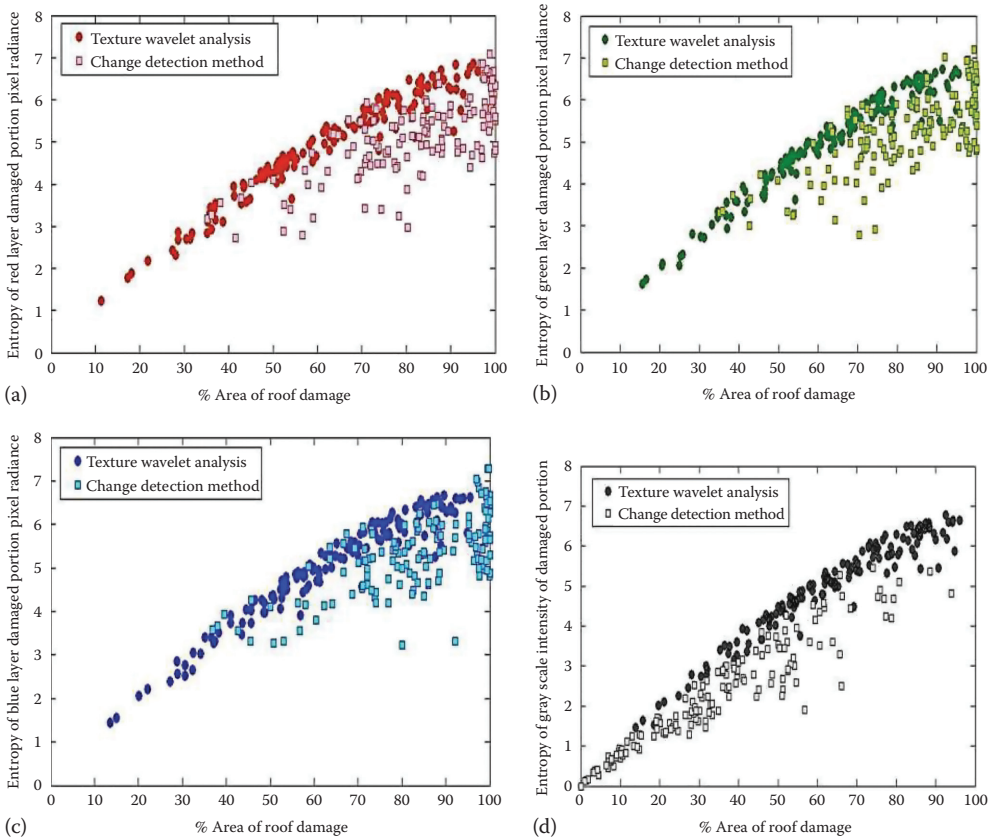 8
7
6
5
4
3
2
1
0
Entropy of red layer damaged portion pixel radiance
Texture wavelet analysis
Change detection method
0 10 20 30 40 50 60 70 80 90 100
% Area of roof damage
(a)
8
7
6
5
4
3
2
1
0
Entropy of green layer damaged portion pixel radiance
Texture wavelet analysis
Change detection method
0 10 20 30 40 50 60 70 80 90 100
% Area of roof damage
(b)
8
7
6
5
4
3
2
1
0
Entropy of blue layer damaged portion pixel radiance
Texture wavelet analysis
Change detection method
0 10 20 30 40 50 60 70 80 90 100
% Area of roof damage
(c)
8
7
6
5
4
3
2
1
0
Entropy of gray scale intensity of damaged portion
Texture wavelet analysis
Change detection method
0 10 20 30 40 50 60 70 80 90 100
% Area of roof damage
(d)